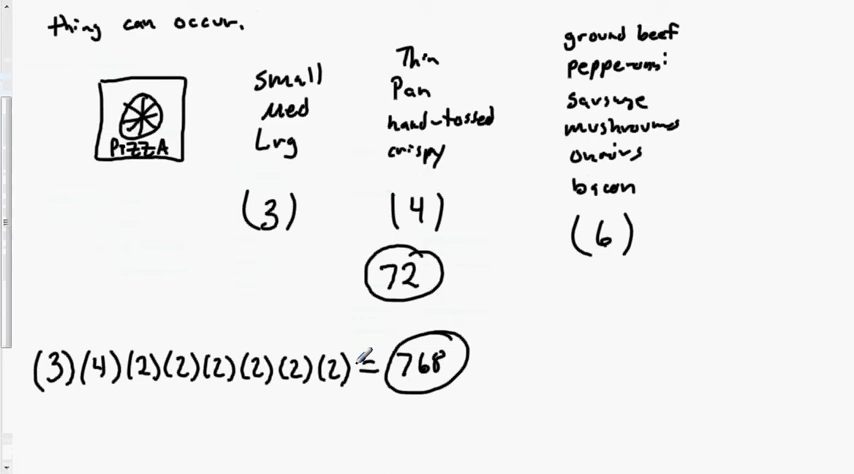 thing can occur.
PIZZA
Small
Med
Lrg
(3)
Thin
Pan
hand-tossed
crispy
(4)
ground beef
pepperoni
sausage
mushrooms
onions
bacon
(6)
72
(3)(4)(2)(2)(2)(2)(2)(2) = 768